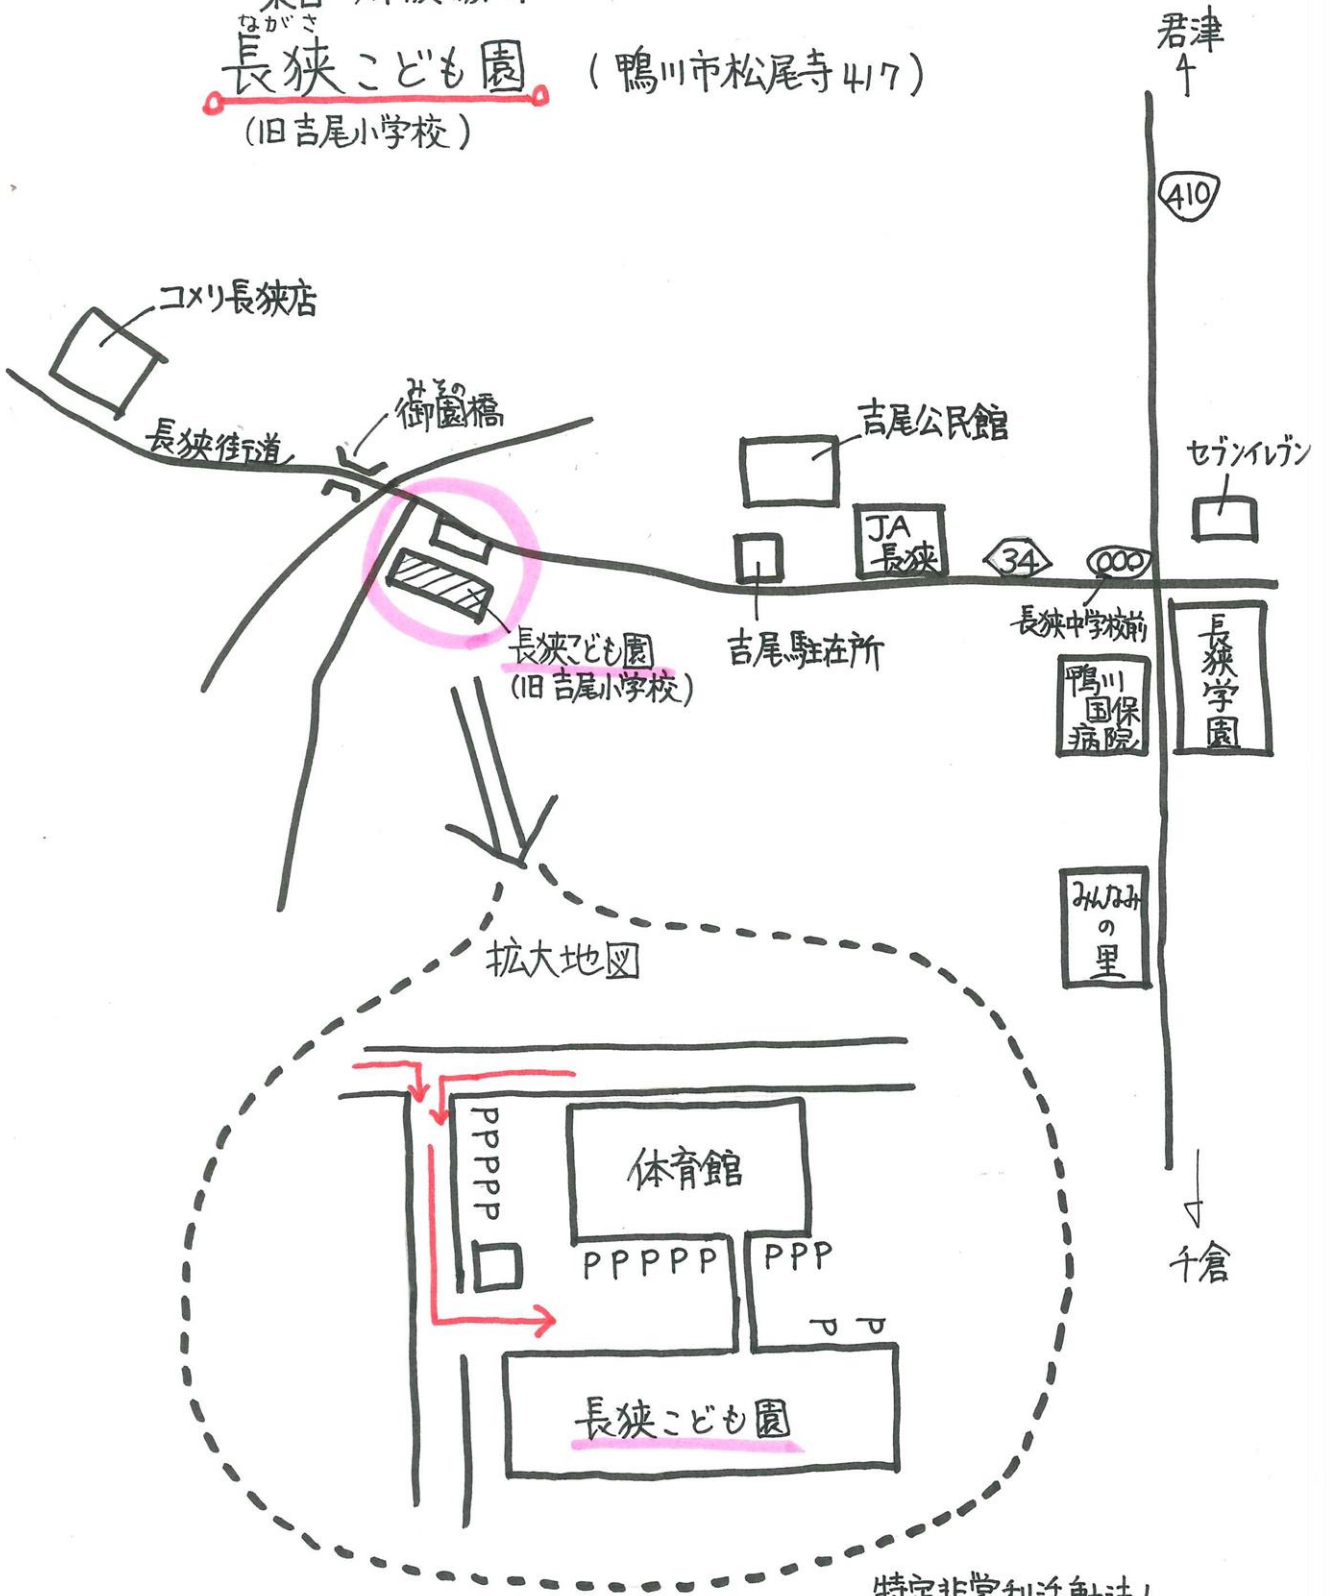 ながさ
長狭こども園 (鴨川市松尾寺417)
(旧吉尾小学校)
君津
410
コメリ長狭店
みその
御園橋
長狭街道
吉尾公民館
セブンイレブン
JA
長狭
34
長狭中学校前
吉尾駐在所
長狭こども園
(旧吉尾小学校)
鴨川
国保
病院
長狭学園
みんなみ
の
里
拡大地図
PPPPP
体育館
PPPPP PPP
P P
千倉
長狭こども園